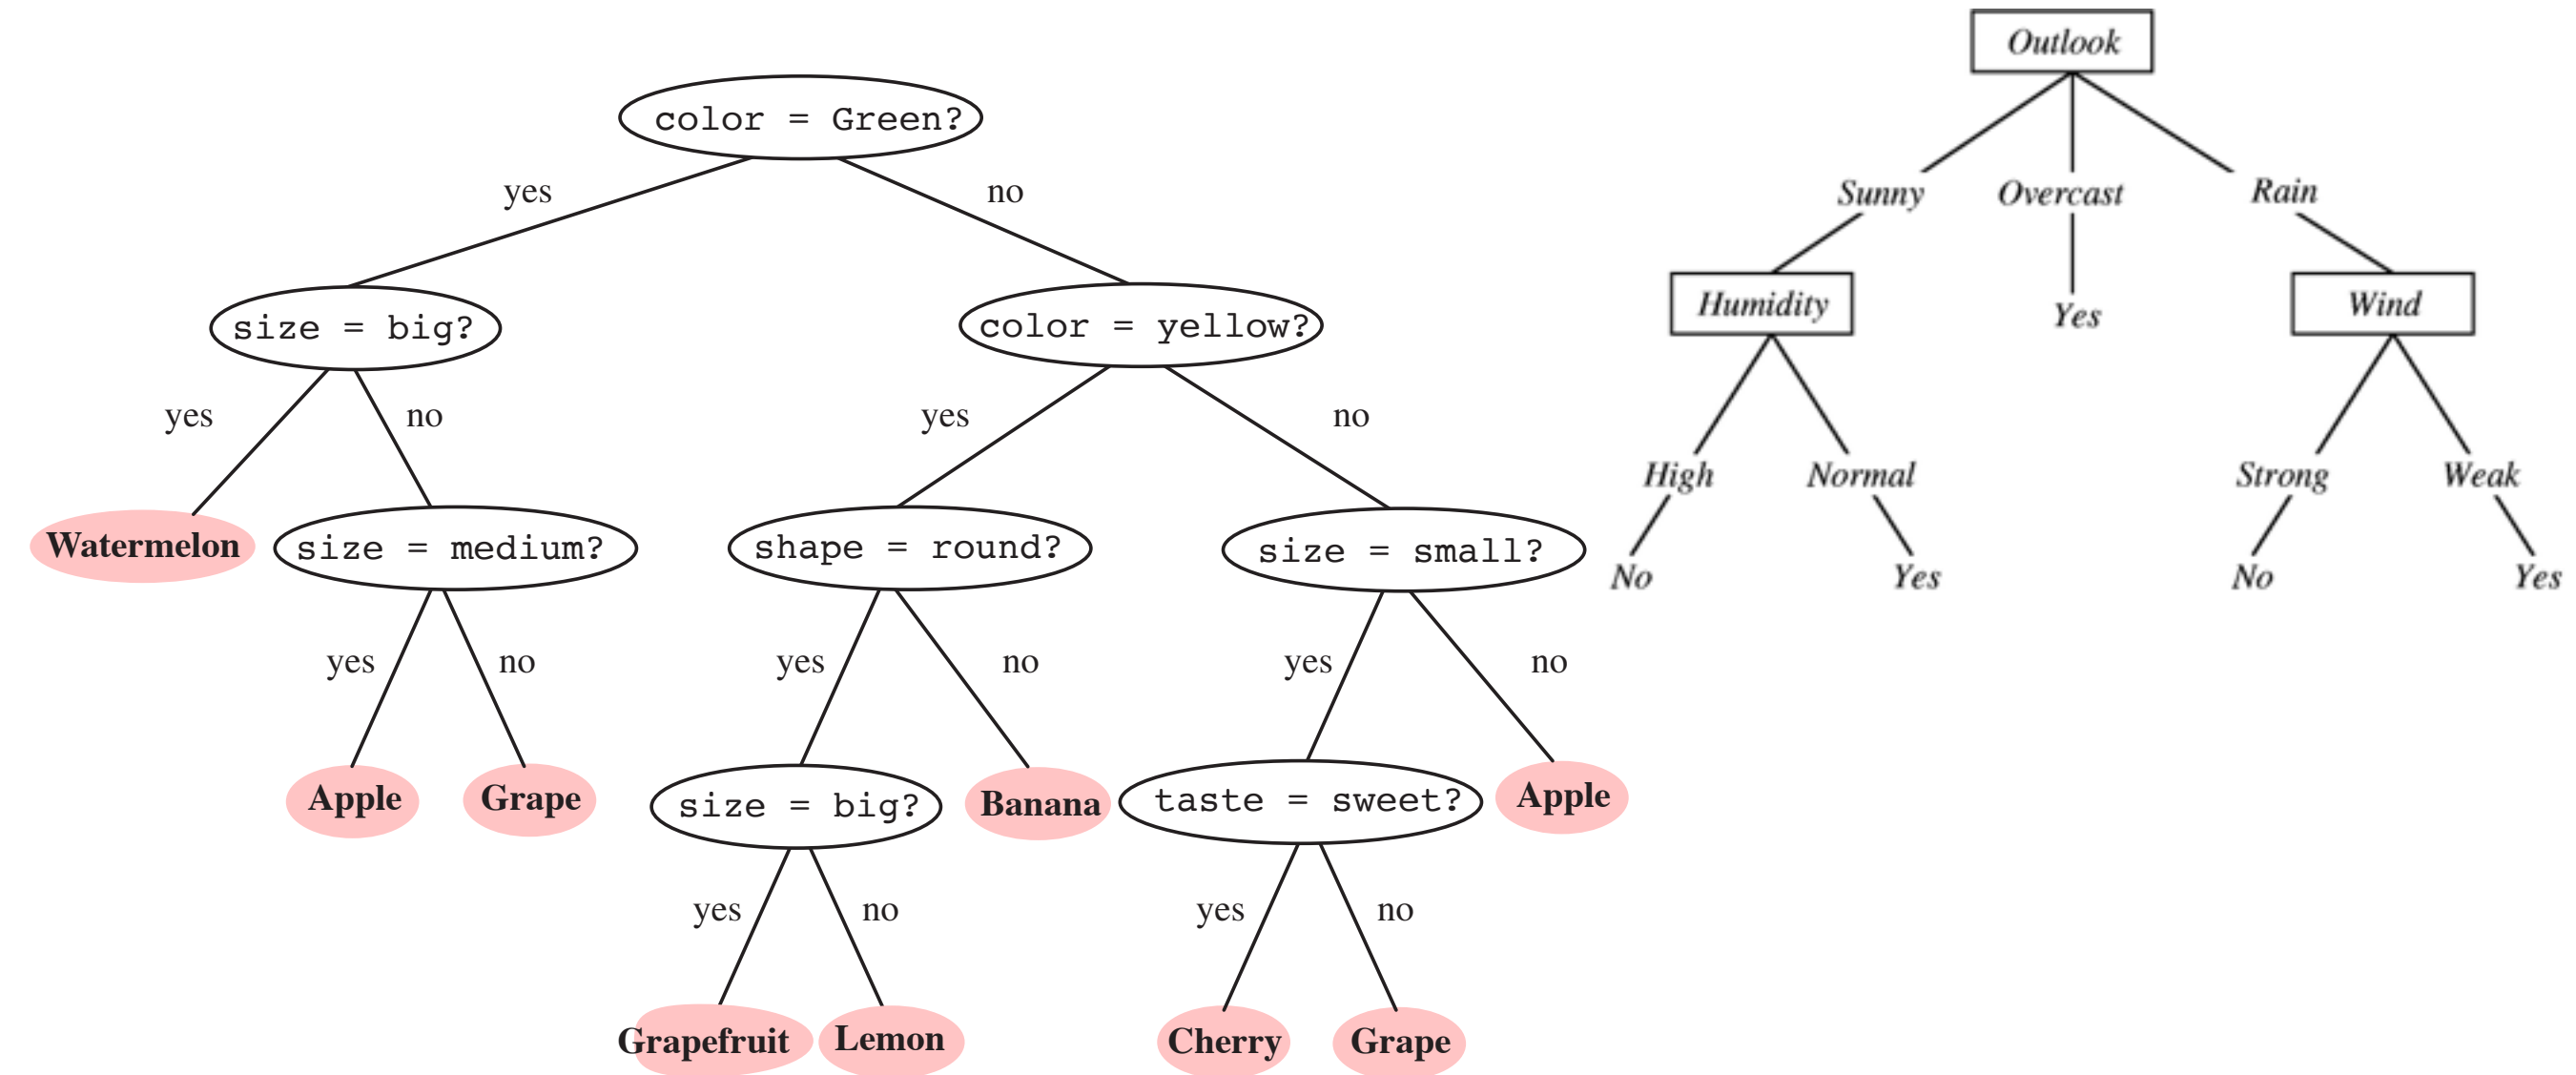 color = Green?
yes
no
size = big?
color = yellow?
yes
no
yes
no
Watermelon
size = medium?
shape = round?
size = small?
yes
no
yes
no
yes
no
Apple
Grape
size = big?
Banana
taste = sweet?
Apple
yes
no
yes
no
Grapefruit
Lemon
Cherry
Grape
Outlook
Sunny
Overcast
Rain
Humidity
Yes
Wind
High
Normal
Strong
Weak
No
Yes
No
Yes